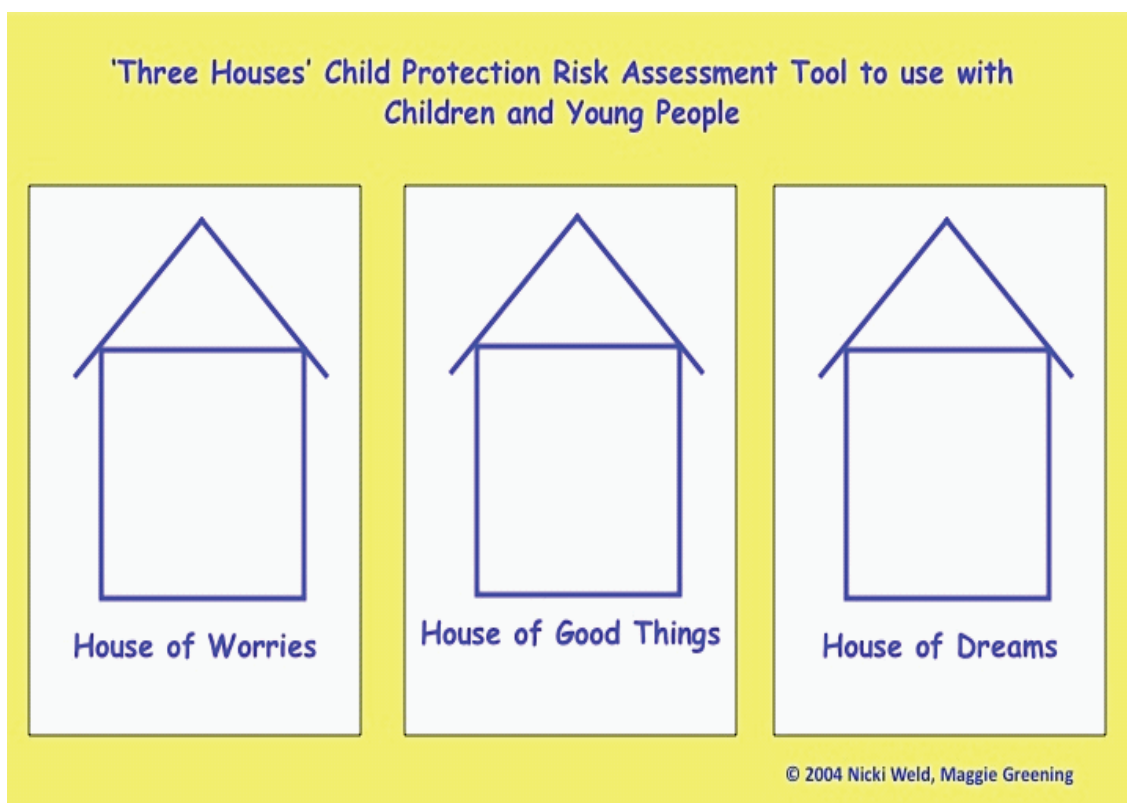 ‘Three Houses’ Child Protection Risk Assessment Tool to use with
Children and Young People
House of Worries
House of Good Things
House of Dreams
© 2004 Nicki Weld, Maggie Greening